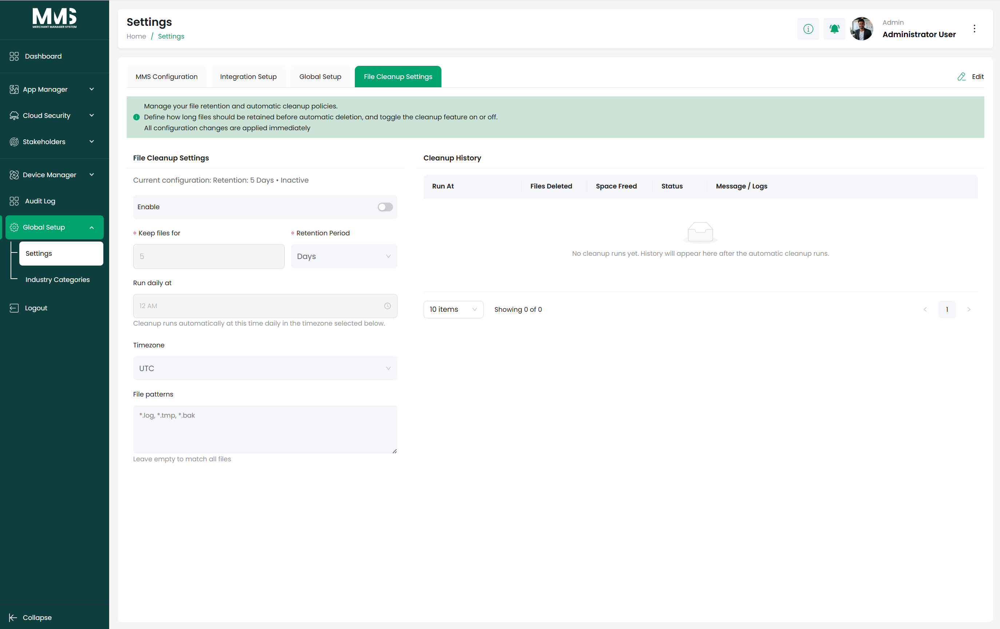 MMS
MERCHANT MANAGER SYSTEM
Dashboard
App Manager
Cloud Security
Stakeholders
Device Manager
Audit Log
Global Setup
Settings
Industry Categories
Logout
Collapse
Settings
Home / Settings
Admin
Administrator User
MMS Configuration
Integration Setup
Global Setup
File Cleanup Settings
Edit
Manage your file retention and automatic cleanup policies.
Define how long files should be retained before automatic deletion, and toggle the cleanup feature on or off.
All configuration changes are applied immediately
File Cleanup Settings
Current configuration: Retention: 5 Days • Inactive
Enable
* Keep files for
* Retention Period
5
Days
Run daily at
12 AM
Cleanup runs automatically at this time daily in the timezone selected below.
Timezone
UTC
File patterns
*.log, *.tmp, *.bak
Leave empty to match all files
Cleanup History
Run At
Files Deleted
Space Freed
Status
Message / Logs
No cleanup runs yet. History will appear here after the automatic cleanup runs.
10 items
Showing 0 of 0
1